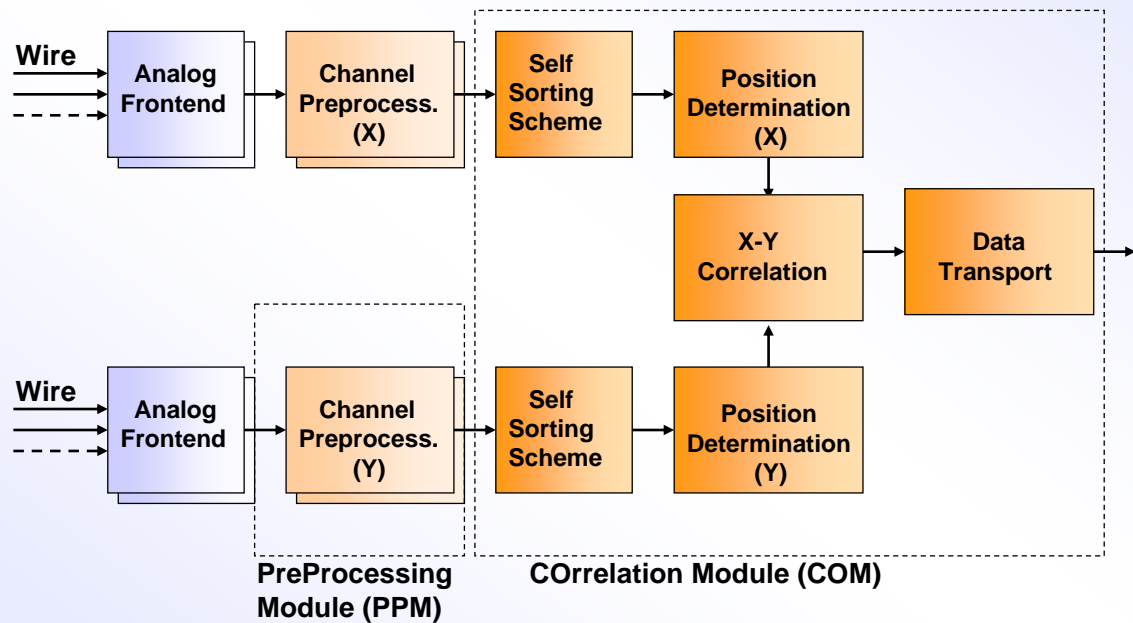 Wire
Analog
Frontend
Channel
Preprocess.
(X)
Self
Sorting
Scheme
Position
Determination
(X)
X-Y
Correlation
Data
Transport
Wire
Analog
Frontend
Channel
Preprocess.
(Y)
Self
Sorting
Scheme
Position
Determination
(Y)
PreProcessing
Module (PPM)
COrrelation Module (COM)